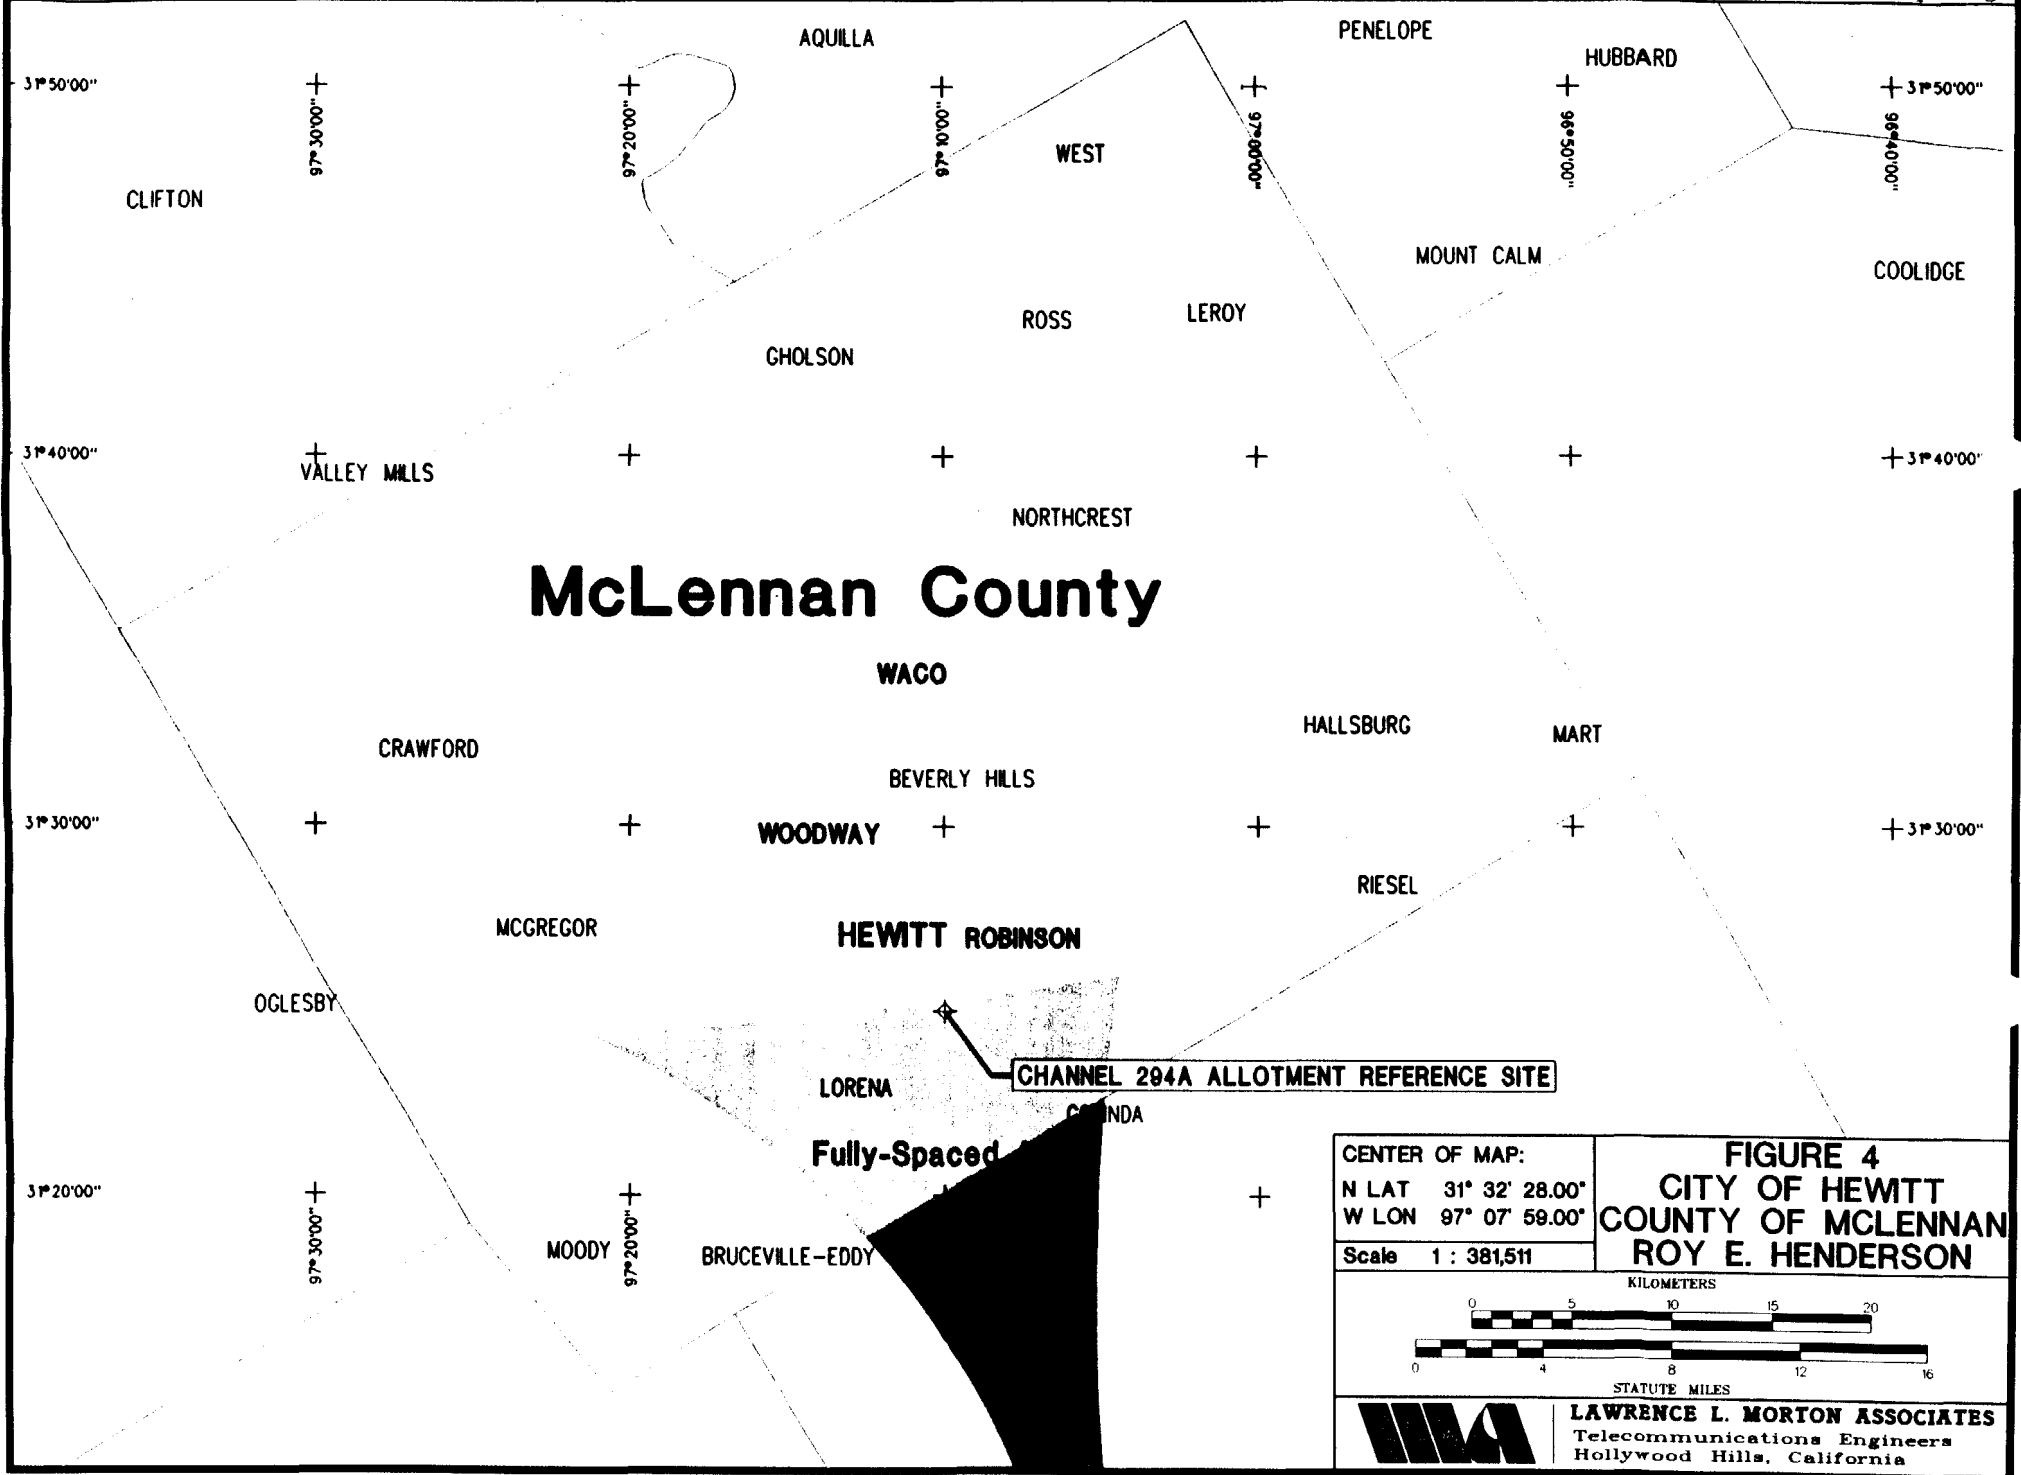 AQUILLA
PENELOPE
HUBBARD
31°50'00"
97°30'00"
97°20'00"
97°10'00"
97°00'00"
96°50'00"
96°40'00"
31°50'00"
WEST
CLIFTON
MOUNT CALM
COOLIDGE
ROSS
LEROY
GHOLSON
31°40'00"
31°40'00"
VALLEY MILLS
NORTHCREST
McLennan County
WACO
HALLSBURG
MART
CRAWFORD
BEVERLY HILLS
31°30'00"
WOODWAY
31°30'00"
RIESEL
MCGREGOR
HEWITT ROBINSON
OGLESBY
CHANNEL 294A ALLOTMENT REFERENCE SITE
LORENA
Fully-Spaced
31°20'00"
97°30'00"
97°20'00"
MOODY
BRUCEVILLE-EDDY
CENTER OF MAP:
N LAT 31° 32' 28.00"
W LON 97° 07' 59.00"
Scale 1 : 381,511
FIGURE 4
CITY OF HEWITT
COUNTY OF MCLENNAN
ROY E. HENDERSON
KILOMETERS
0 5 10 15 20
0 4 8 12 16
STATUTE MILES
LAWRENCE L. MORTON ASSOCIATES
Telecommunications Engineers
Hollywood Hills, California